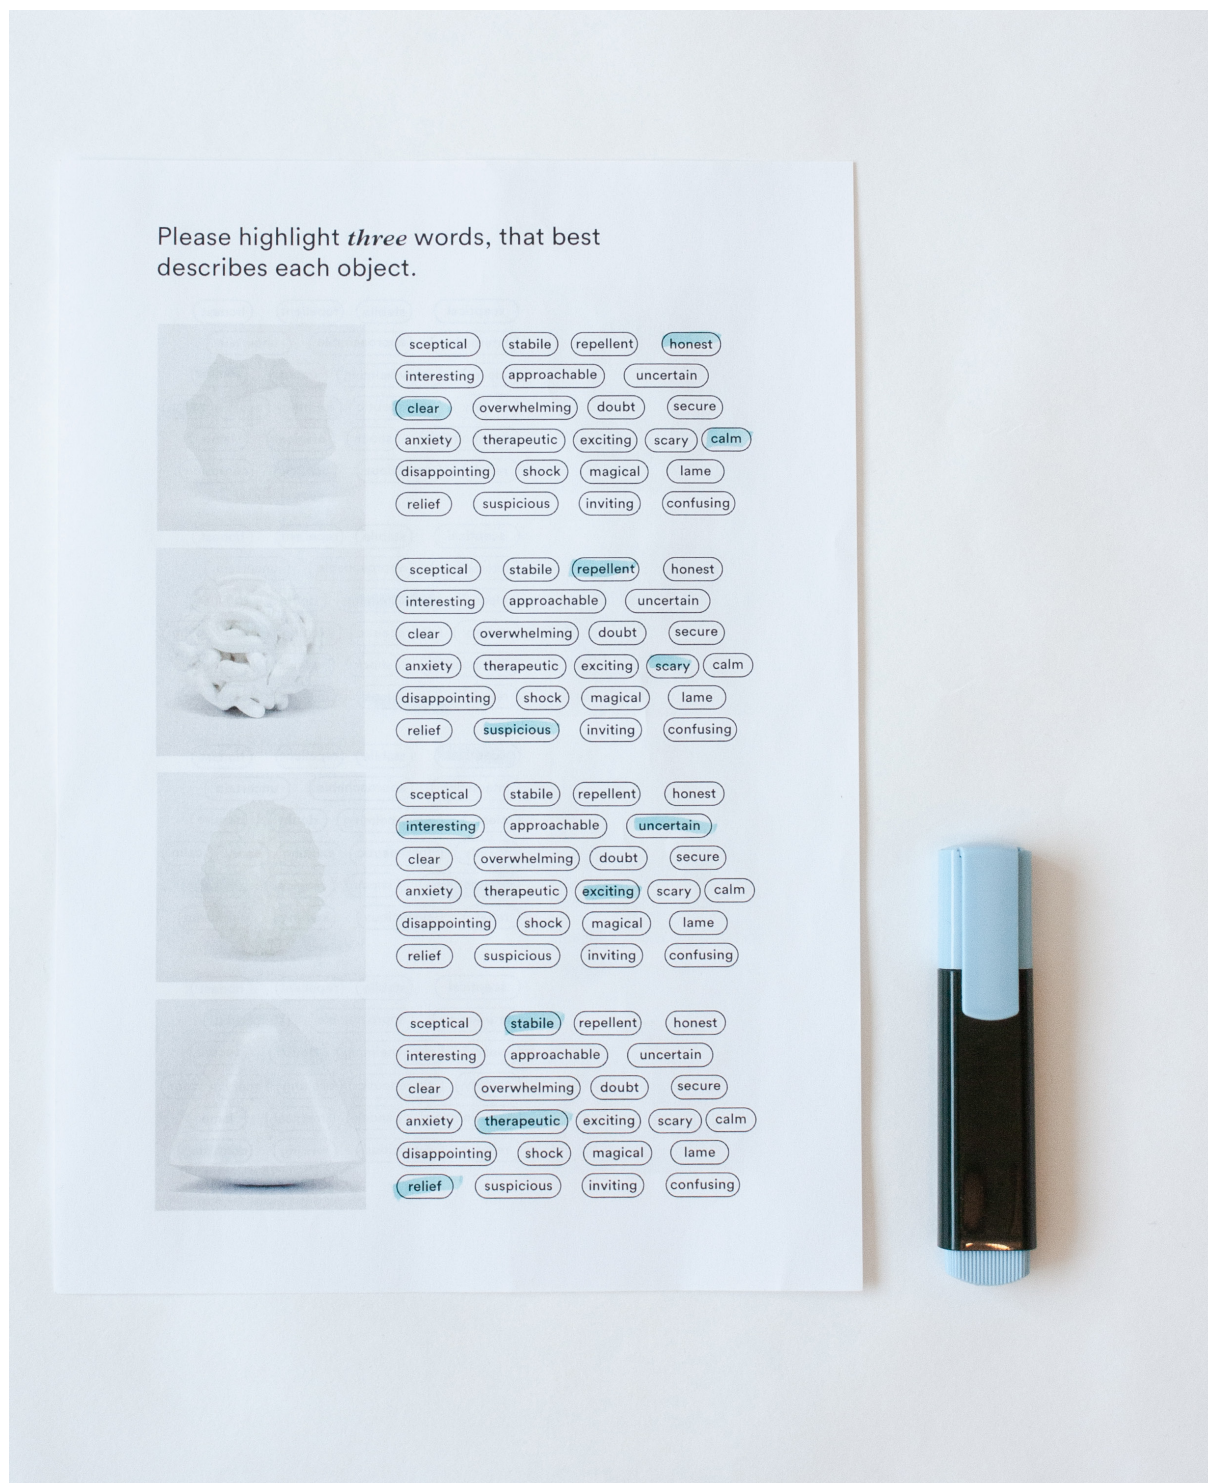 Please highlight three words, that best
describes each object.
sceptical stabile repellent honest
interesting approachable uncertain
clear overwhelming doubt secure
anxiety therapeutic exciting scary calm
disappointing shock magical lame
relief suspicious inviting confusing
sceptical stabile repellent honest
interesting approachable uncertain
clear overwhelming doubt secure
anxiety therapeutic exciting scary calm
disappointing shock magical lame
relief suspicious inviting confusing
sceptical stabile repellent honest
interesting approachable uncertain
clear overwhelming doubt secure
anxiety therapeutic exciting scary calm
disappointing shock magical lame
relief suspicious inviting confusing
sceptical stabile repellent honest
interesting approachable uncertain
clear overwhelming doubt secure
anxiety therapeutic exciting scary calm
disappointing shock magical lame
relief suspicious inviting confusing